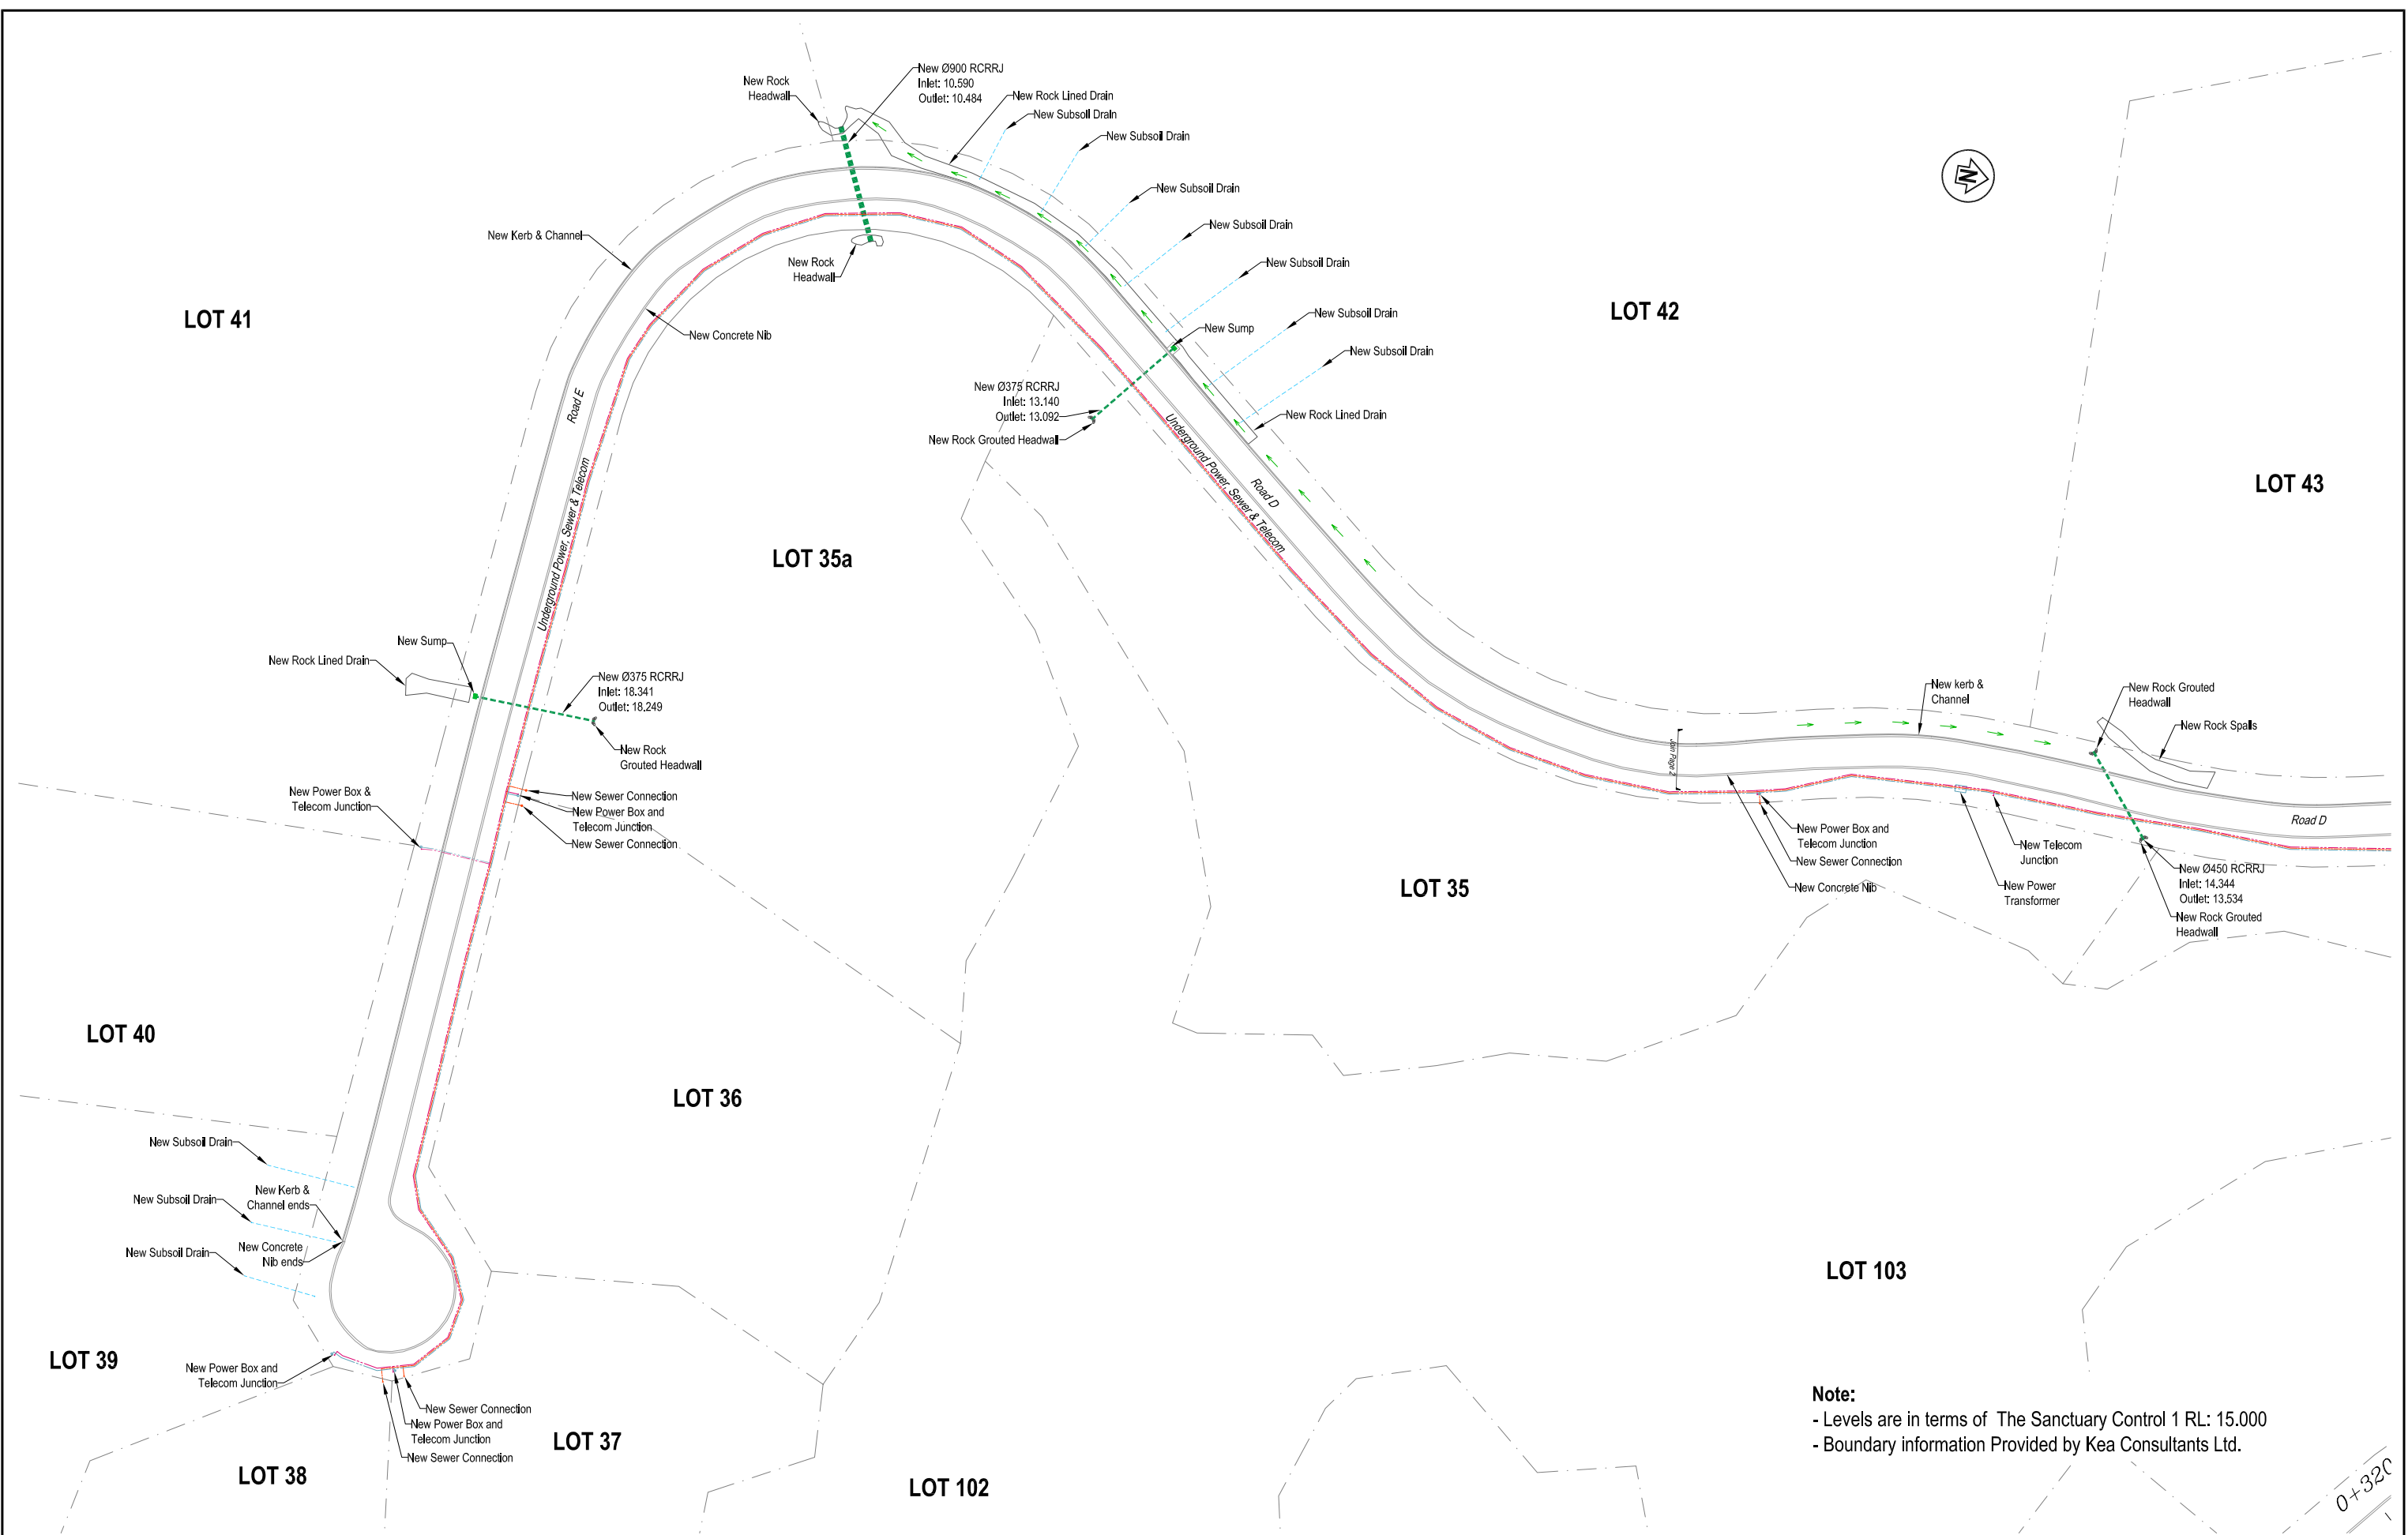 New Rock
Headwall
New Ø900 RCRRJ
Inlet: 10.590
Outlet: 10.484
New Rock Lined Drain
New Subsoil Drain
New Subsoil Drain
New Subsoil Drain
New Subsoil Drain
New Subsoil Drain
New Subsoil Drain
New Subsoil Drain
N
New Kerb & Channel
New Rock
Headwall
LOT 41
New Concrete Nib
New Sump
LOT 42
New Ø375 RCRRJ
Inlet: 13.140
Outlet: 13.092
New Rock Grouted Headwall
New Rock Lined Drain
Road E
Underground Power, Sewer & Telecom
Underground Power, Sewer & Telecom
Road D
LOT 43
LOT 35a
New Sump
New Rock Lined Drain
New Ø375 RCRRJ
Inlet: 18.341
Outlet: 18.249
New Rock
Grouted Headwall
New Power Box &
Telecom Junction
New Sewer Connection
New Power Box and
Telecom Junction
New Sewer Connection
Join Page 2
New kerb &
Channel
New Rock Grouted
Headwall
New Rock Spalls
Road D
New Power Box and
Telecom Junction
New Sewer Connection
New Concrete Nib
New Telecom
Junction
New Power
Transformer
New Ø450 RCRRJ
Inlet: 14.344
Outlet: 13.534
New Rock Grouted
Headwall
LOT 35
LOT 40
LOT 36
New Subsoil Drain
New Subsoil Drain
New Kerb &
Channel ends
New Subsoil Drain
New Concrete
Nib ends
LOT 103
LOT 39
New Power Box and
Telecom Junction
New Sewer Connection
New Power Box and
Telecom Junction
New Sewer Connection
LOT 37
LOT 38
LOT 102
Note:
- Levels are in terms of The Sanctuary Control 1 RL: 15.000
- Boundary information Provided by Kea Consultants Ltd.
0+320